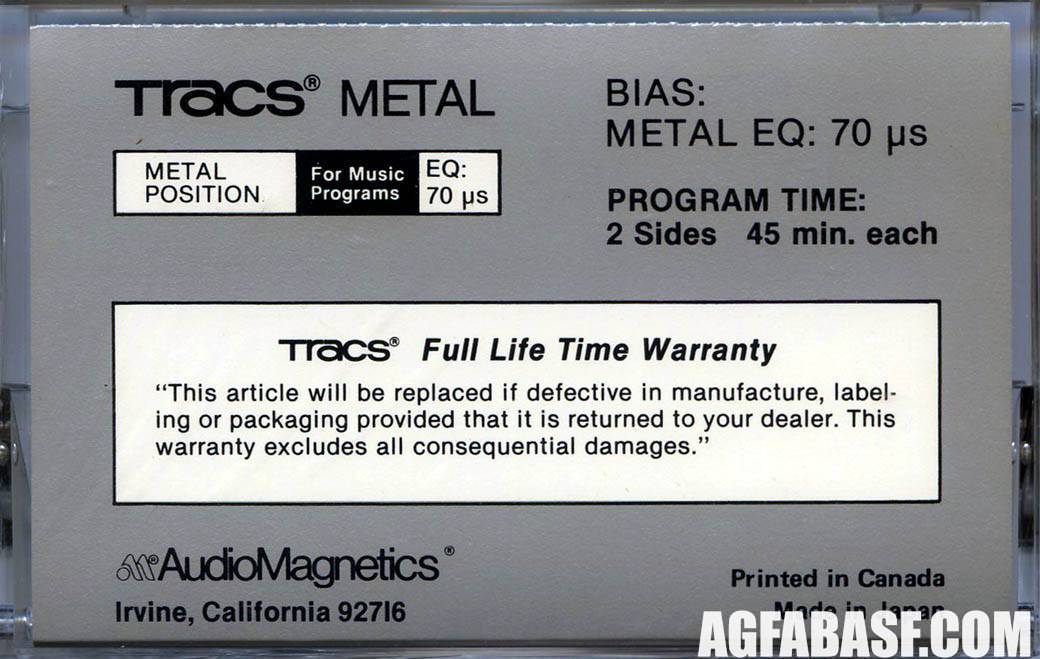 TRACS® METAL
METAL POSITION
For Music Programs
EQ: 70 µs
BIAS:
METAL EQ: 70 µs
PROGRAM TIME:
2 Sides 45 min. each
TRACS® Full Life Time Warranty
“This article will be replaced if defective in manufacture, label-
ing or packaging provided that it is returned to your dealer. This
warranty excludes all consequential damages.”
AudioMagnetics®
Irvine, California 92716
Printed in Canada
Made in Japan
AGFABASF.COM